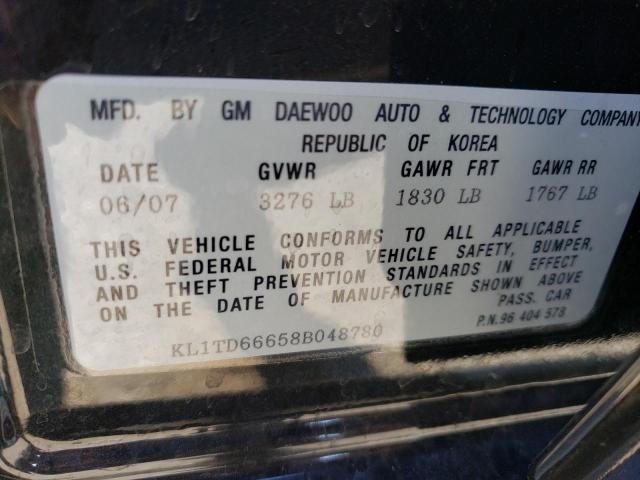 MFD. BY GM DAEWOO AUTO & TECHNOLOGY COMPANY
REPUBLIC OF KOREA
DATE GVWR GAWR FRT GAWR RR
06/07 3276 LB 1830 LB 1767 LB
THIS VEHICLE CONFORMS TO ALL APPLICABLE
U.S. FEDERAL MOTOR VEHICLE SAFETY, BUMPER,
AND THEFT PREVENTION STANDARDS IN EFFECT
ON THE DATE OF MANUFACTURE SHOWN ABOVE
PASS. CAR
KL1TD66658B048780 P.N.96 404 578